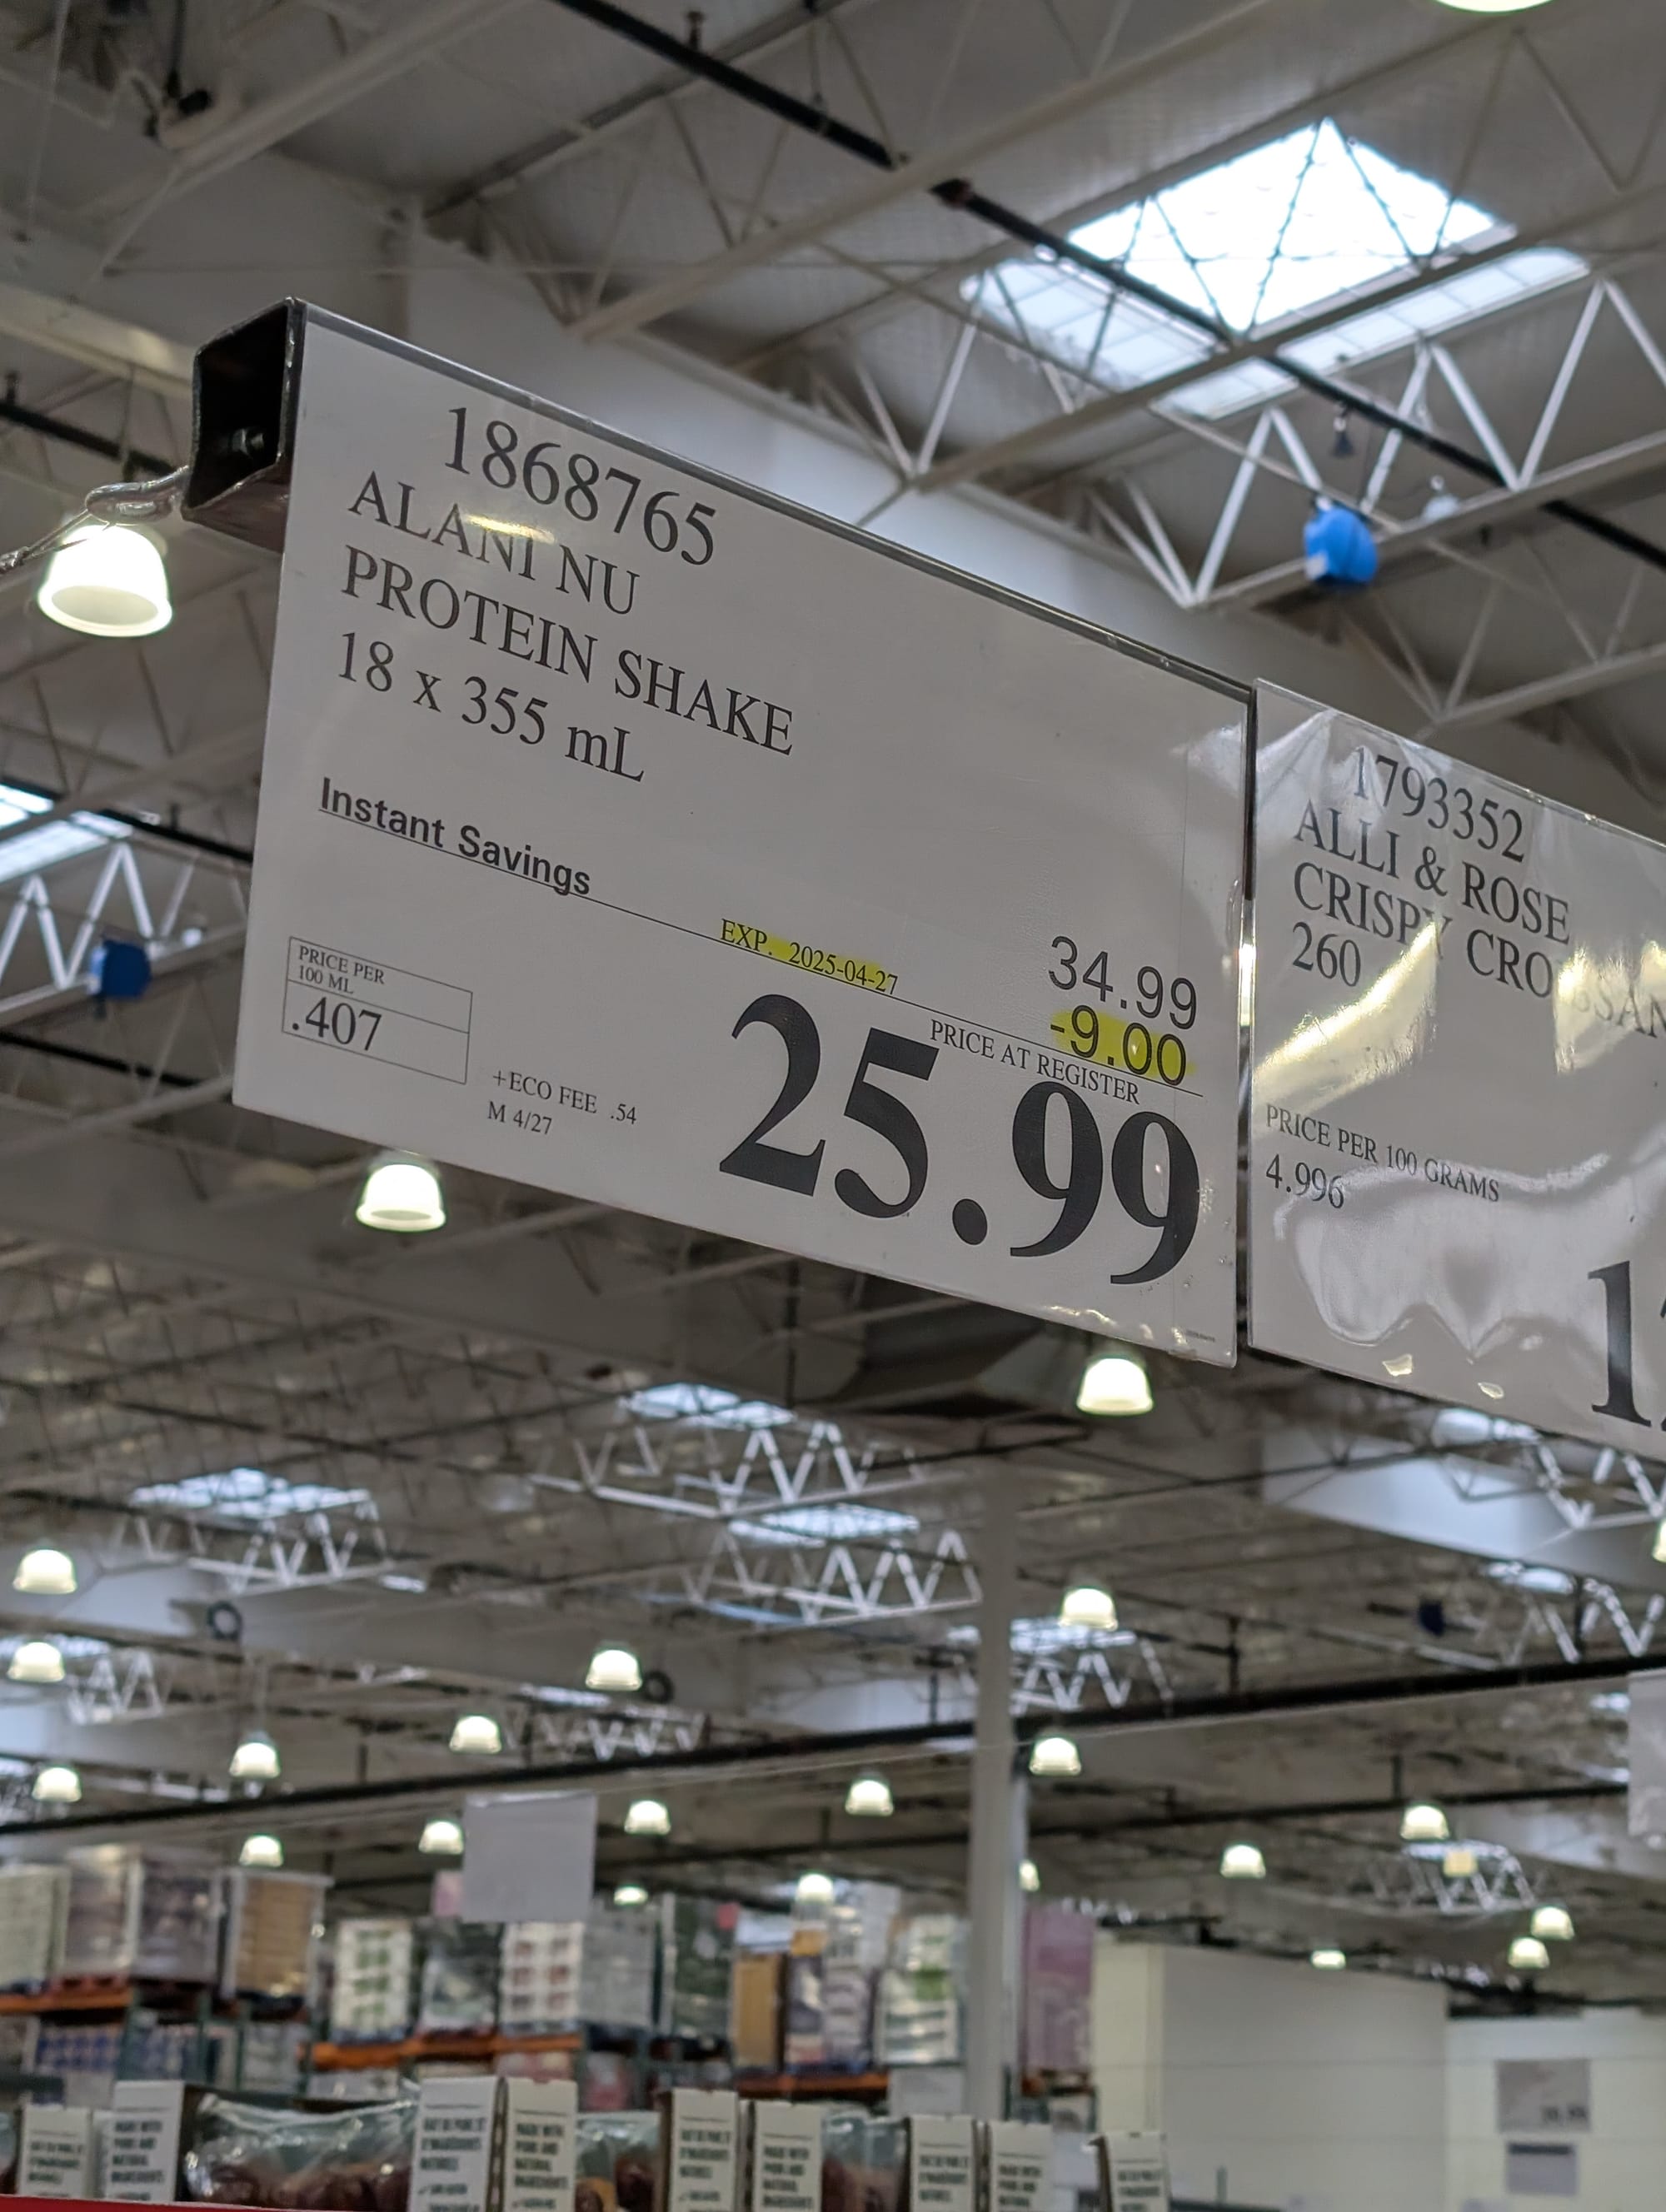 1868765
ALANI NU
PROTEIN SHAKE
18 x 355 mL
Instant Savings
EXP. 2025-04-27
34.99
-9.00
PRICE AT REGISTER
25.99
PRICE PER
100 ML
.407
+ECO FEE .54
M 4/27
1793352
ALLI & ROSE
CRISPY CROISSAN
260
PRICE PER 100 GRAMS
4.996